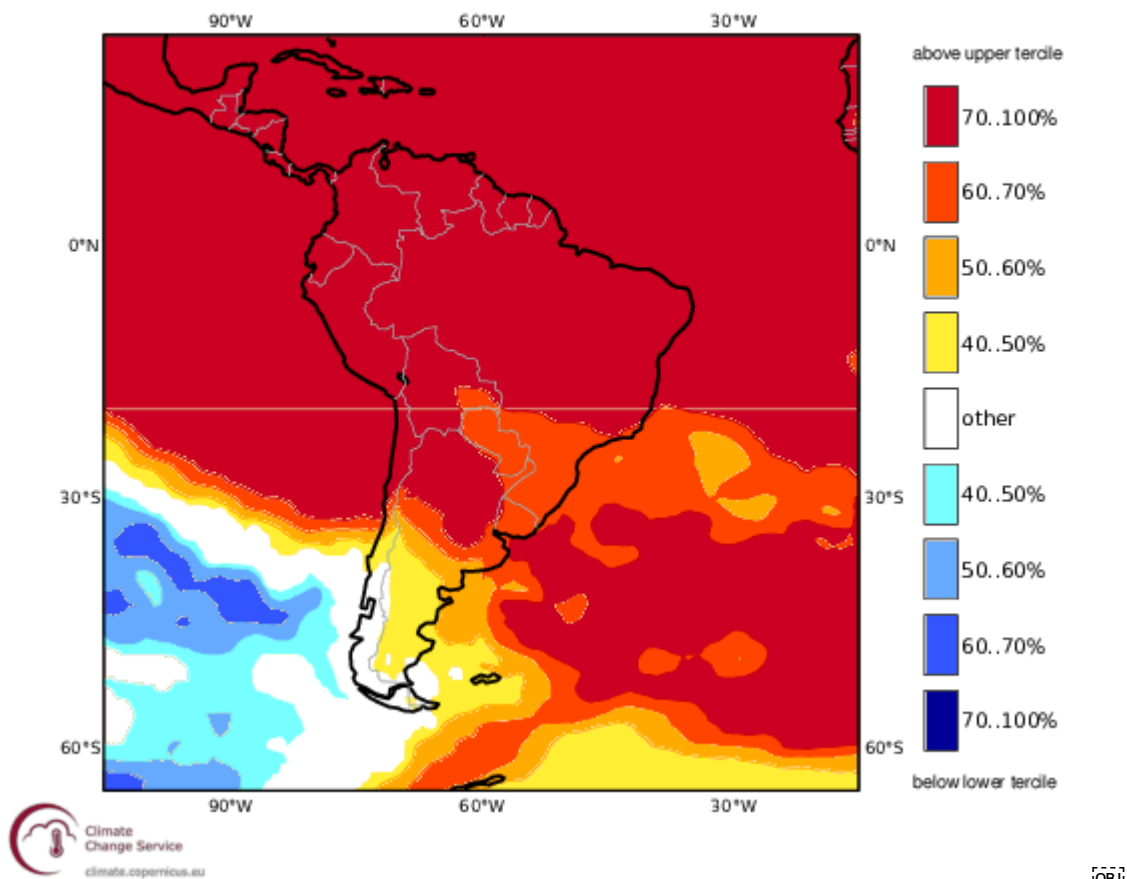 90°W 60°W 30°W
above upper tercile
70..100%
60..70%
0°N 0°N
50..60%
40..50%
other
30°S 30°S
40..50%
50..60%
60..70%
70..100%
60°S 60°S
below lower tercile
90°W 60°W 30°W
Climate
Change Service
climate.copernicus.eu
OBJ